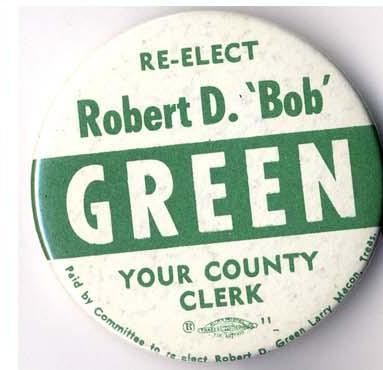 RE-ELECT
Robert D. 'Bob'
GREEN
YOUR COUNTY
CLERK
® 11
Paid by Committee to re elect Robert D. Green Larry Macon, Treas.